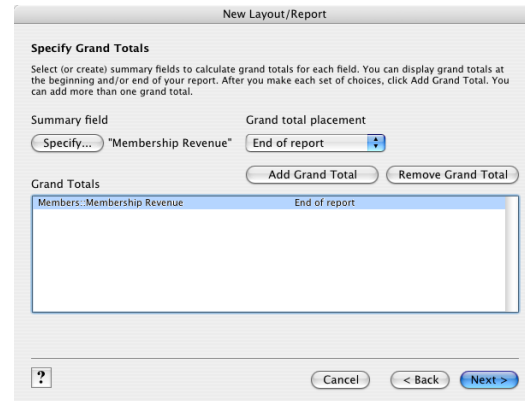 New Layout/Report
Specify Grand Totals
Select (or create) summary fields to calculate grand totals for each field. You can display grand totals at
the beginning and/or end of your report. After you make each set of choices, click Add Grand Total. You
can add more than one grand total.
Summary field
Grand total placement
Specify... "Membership Revenue"
End of report
Add Grand Total
Remove Grand Total
Grand Totals
Members::Membership Revenue
End of report
?
Cancel
< Back
Next >